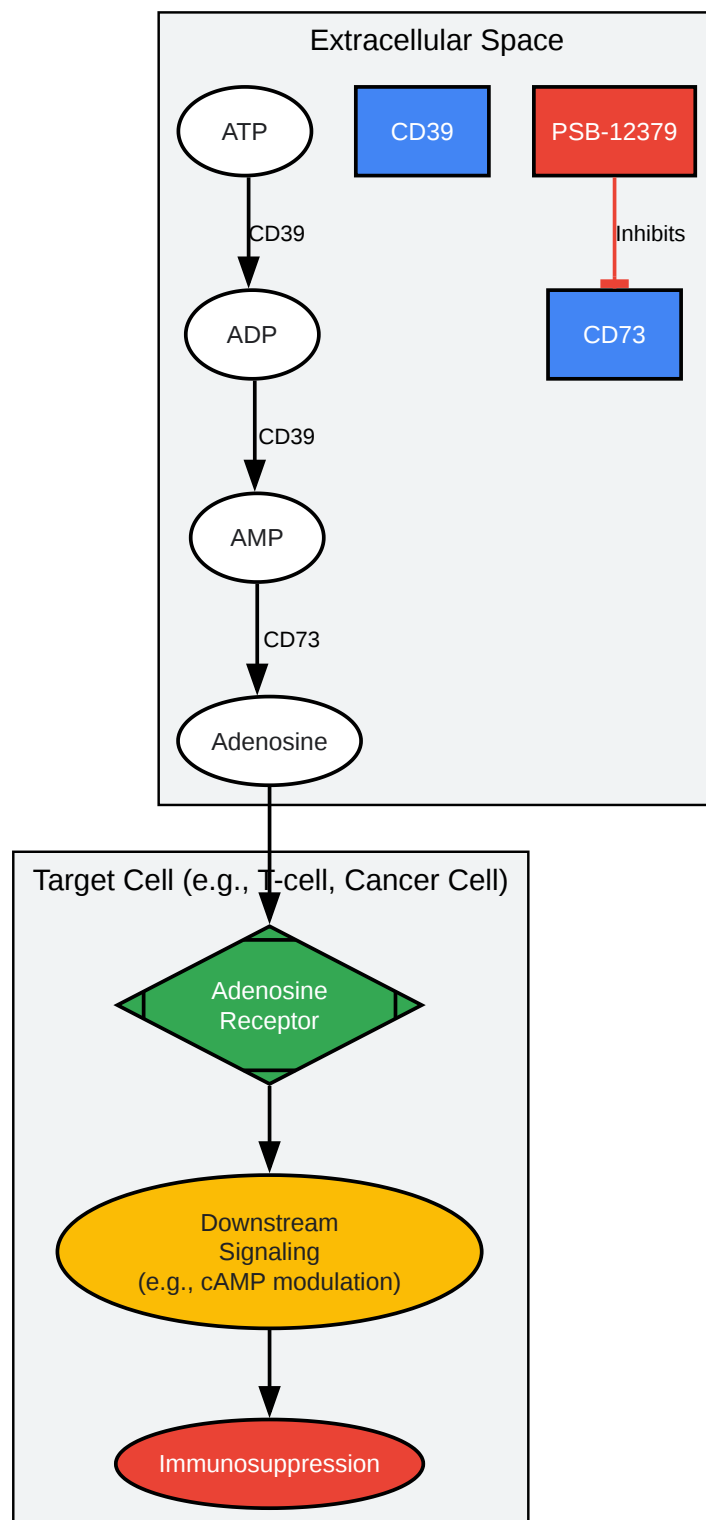 Extracellular Space
ATP
CD39
PSB-12379
CD39
Inhibits
ADP
CD73
CD39
AMP
CD73
Adenosine
Target Cell (e.g., T-cell, Cancer Cell)
Adenosine
Receptor
Downstream
Signaling
(e.g., cAMP modulation)
Immunosuppression